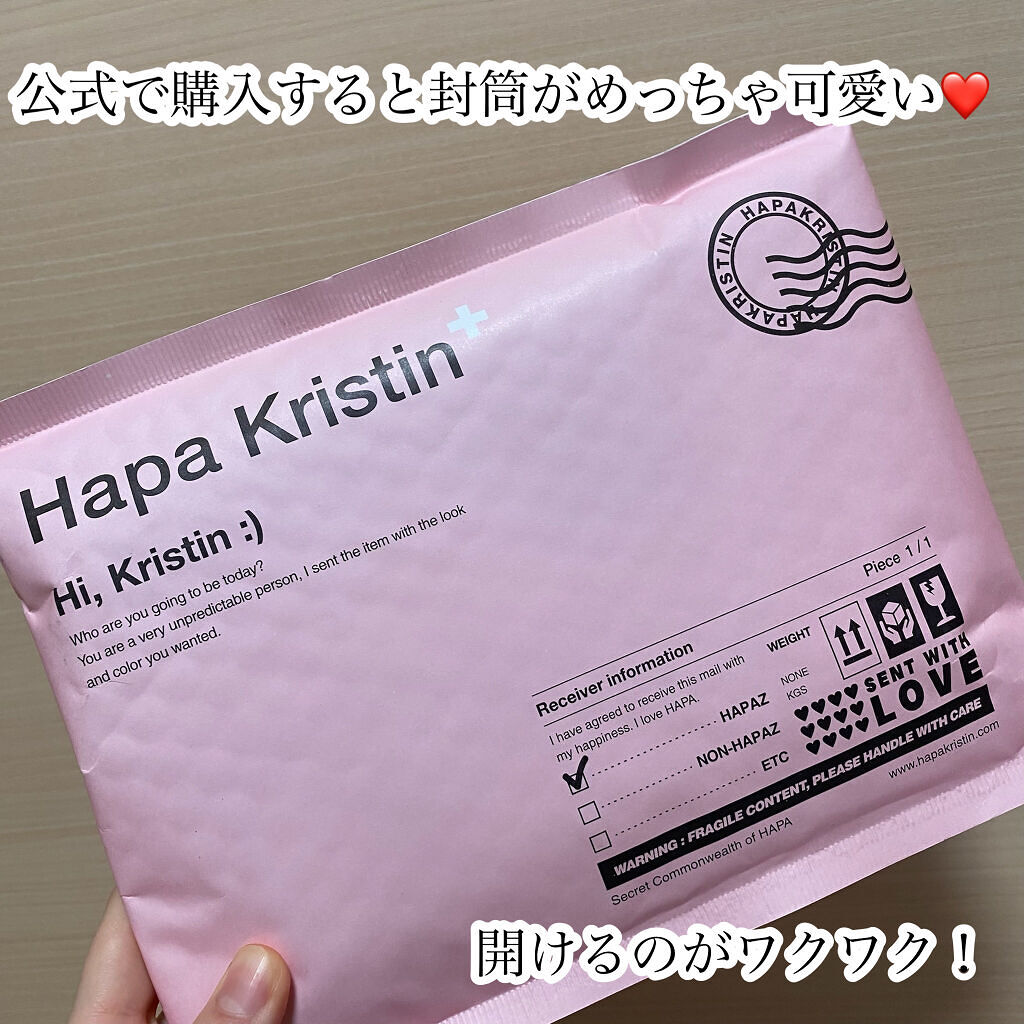 公式で購入すると封筒がめっちゃ可愛い❤️
HAPAKRISTIN HAPAKRISTIN
Hapa Kristin+
Hi, Kristin :)
Who are you going to be today?
You are a very unpredictable person, I sent the item with the look
and color you wanted.
Piece 1 / 1
Receiver information
WEIGHT
I have agreed to receive this mail with
my happiness. I love HAPA.
NONE
KGS
HAPAZ
NON-HAPAZ
ETC
SENT WITH
LOVE
WARNING : FRAGILE CONTENT, PLEASE HANDLE WITH CARE
Secret Commonwealth of HAPA
www.hapakristin.com
開けるのがワクワク！